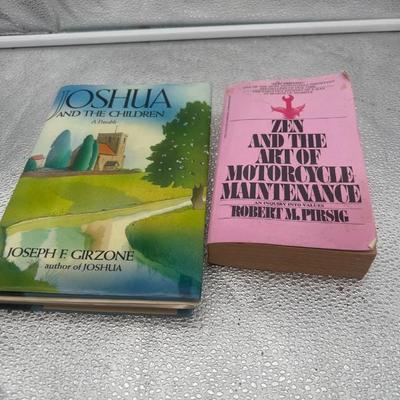 JOSHUA
AND THE CHILDREN
A Parable
JOSEPH F. GIRZONE
author of JOSHUA
ZEN
AND THE
ART OF
MOTORCYCLE
MAINTENANCE
AN INQUIRY INTO VALUES
ROBERT M. PIRSIG